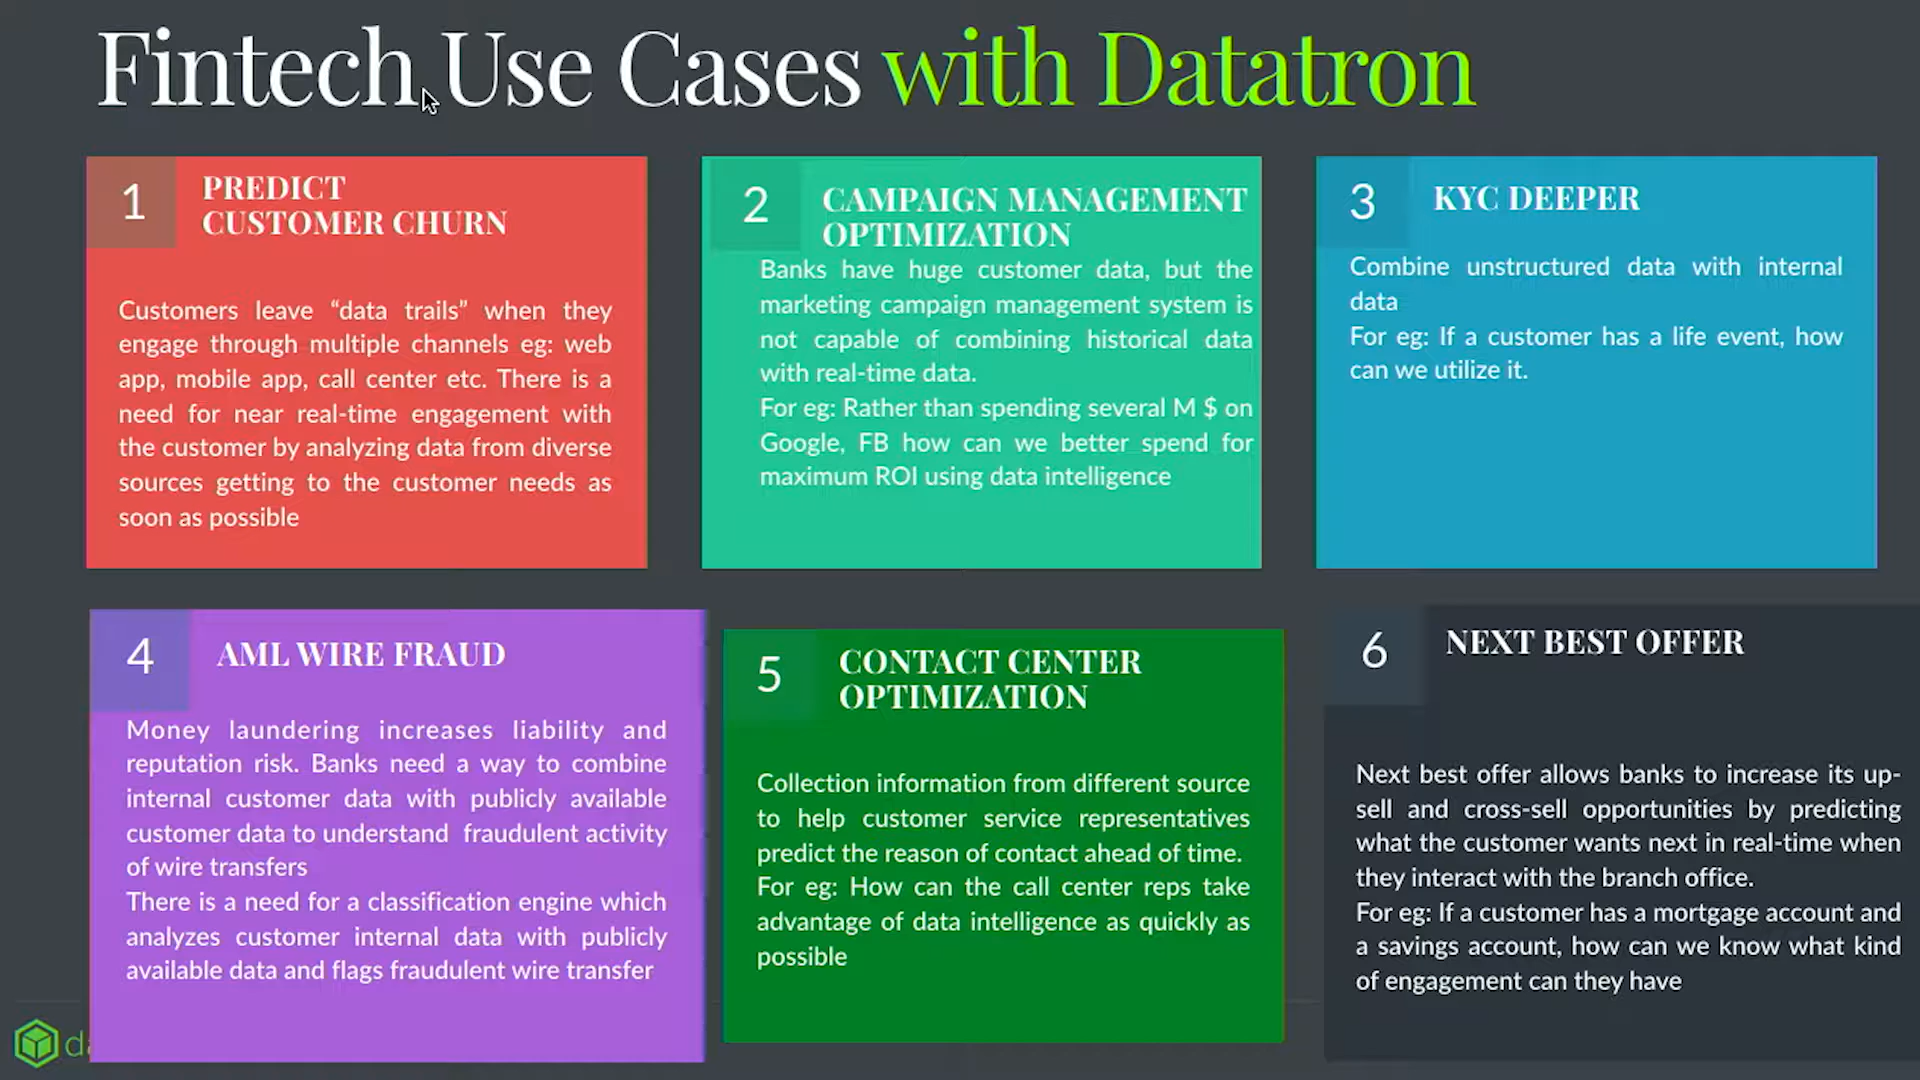 Fintech Use Cases with Datatron
1
PREDICT
CUSTOMER CHURN
Customers leave “data trails” when they
engage through multiple channels eg: web
app, mobile app, call center etc. There is a
need for near real-time engagement with
the customer by analyzing data from diverse
sources getting to the customer needs as
soon as possible
2
CAMPAIGN MANAGEMENT
OPTIMIZATION
Banks have huge customer data, but the
marketing campaign management system is
not capable of combining historical data
with real-time data.
For eg: Rather than spending several M $ on
Google, FB how can we better spend for
maximum ROI using data intelligence
3
KYC DEEPER
Combine unstructured data with internal
data
For eg: If a customer has a life event, how
can we utilize it.
4
AML WIRE FRAUD
Money laundering increases liability and
reputation risk. Banks need a way to combine
internal customer data with publicly available
customer data to understand fraudulent activity
of wire transfers
There is a need for a classification engine which
analyzes customer internal data with publicly
available data and flags fraudulent wire transfer
5
CONTACT CENTER
OPTIMIZATION
Collection information from different source
to help customer service representatives
predict the reason of contact ahead of time.
For eg: How can the call center reps take
advantage of data intelligence as quickly as
possible
6
NEXT BEST OFFER
Next best offer allows banks to increase its up-
sell and cross-sell opportunities by predicting
what the customer wants next in real-time when
they interact with the branch office.
For eg: If a customer has a mortgage account and
a savings account, how can we know what kind
of engagement can they have